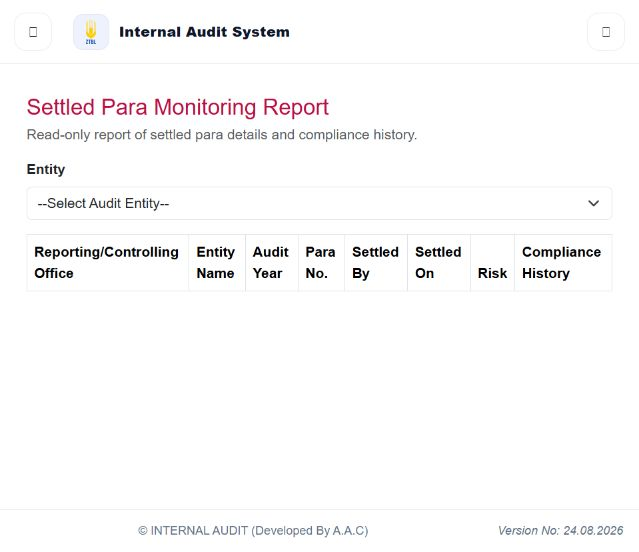 ZTBL
Internal Audit System
Settled Para Monitoring Report
Read-only report of settled para details and compliance history.
Entity
--Select Audit Entity--
Reporting/Controlling Office
Entity Name
Audit Year
Para No.
Settled By
Settled On
Risk
Compliance History
© INTERNAL AUDIT (Developed By A.A.C)
Version No: 24.08.2026